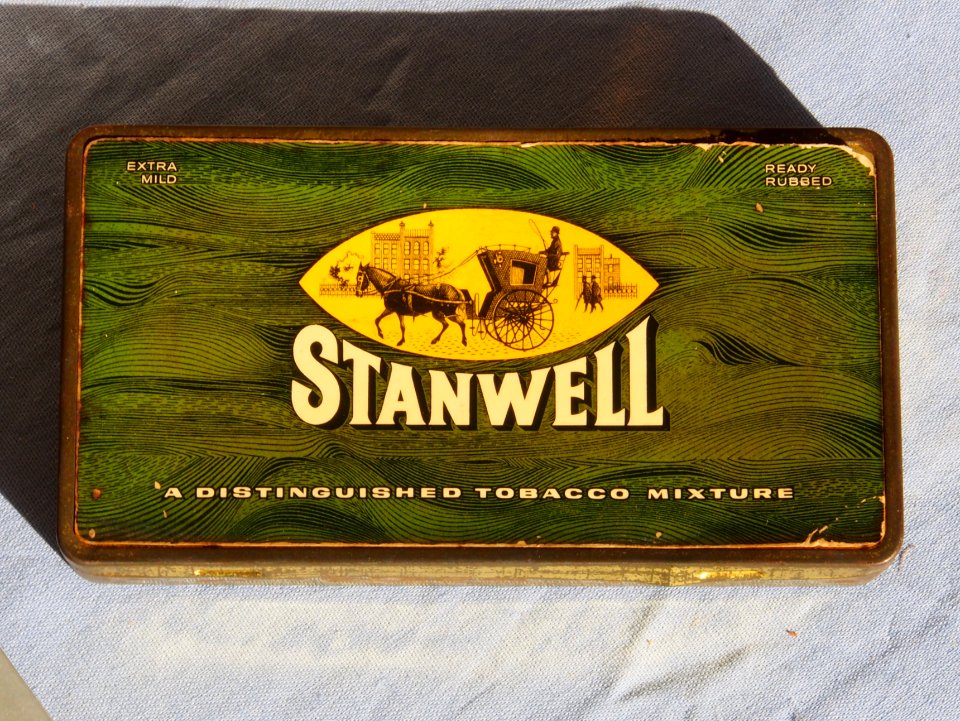 EXTRA
MILD
READY
RUBBED
STANWELL
A DISTINGUISHED TOBACCO MIXTURE